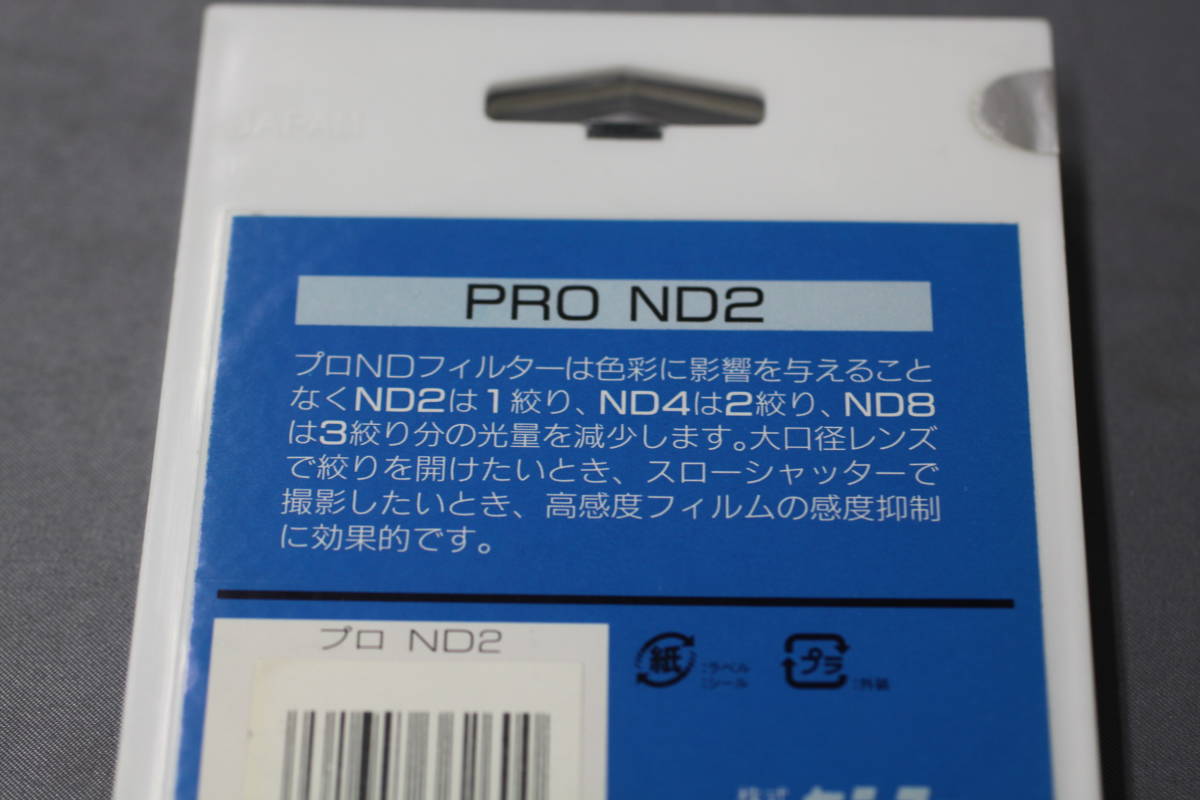 JAPAN
PRO ND2
プロNDフィルターは色彩に影響を与えること
なくND2は1絞り、ND4は2絞り、ND8
は3絞り分の光量を減少します。大口径レンズ
で絞りを開けたいとき、スローシャッターで
撮影したいとき、高感度フィルムの感度抑制
に効果的です。
プロ ND2
紙
:ラベル
:シール
プラ
:外装
株式